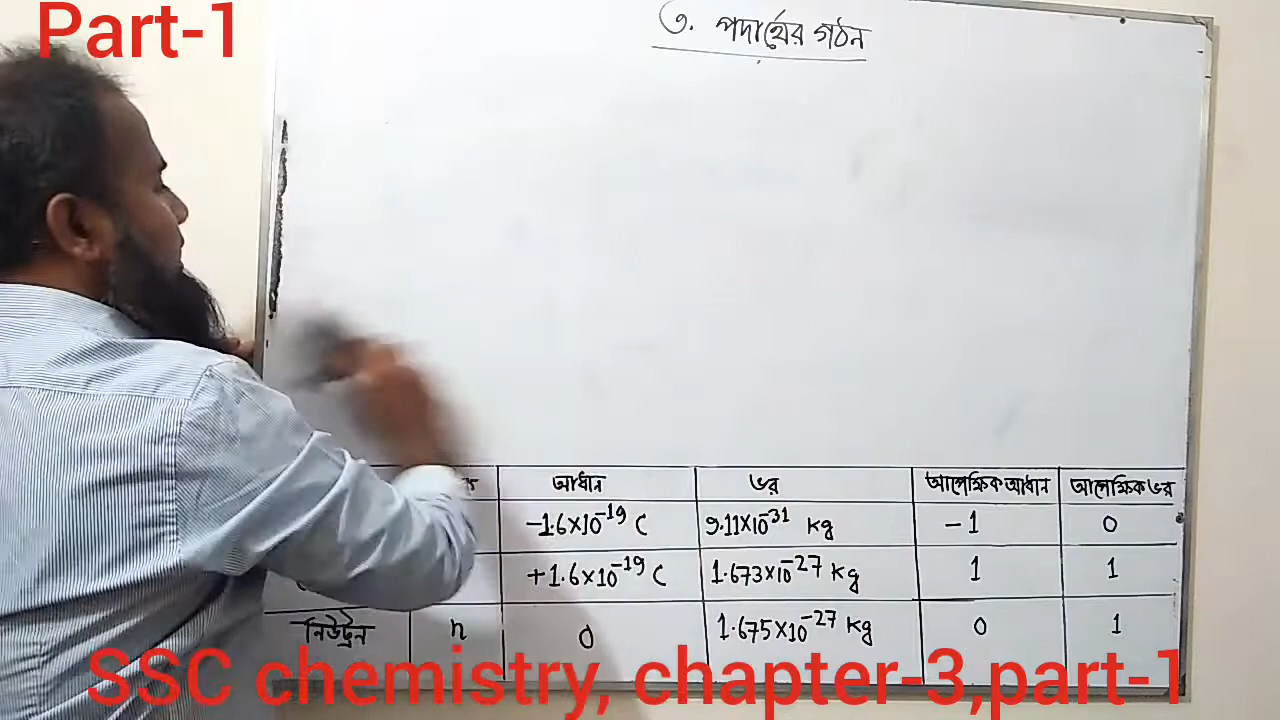 Part-1
৩. পদার্থের গঠন
আধান ভর আপেক্ষিক আধান আপেক্ষিক ভর
-1.6×10⁻¹⁹ C 9.11×10⁻³¹ kg -1 0
+1.6×10⁻¹⁹ C 1.673×10⁻²⁷ kg 1 1
নিউট্রন n 0 1.675×10⁻²⁷ kg 0 1
SSC chemistry, chapter-3,part-1